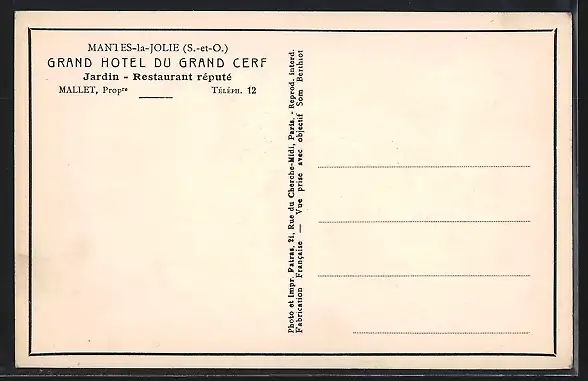 MANTES-la-JOLIE (S.-et-O.)
GRAND HOTEL DU GRAND CERF
Jardin - Restaurant réputé
MALLET, Propre TÉLÉPH. 12
Photo et Impr. Patras, 21, Rue du Cherche-Midi, Paris. - Reprod. interd.
Fabrication Française — Vue prise avec objectif Som Berthiot